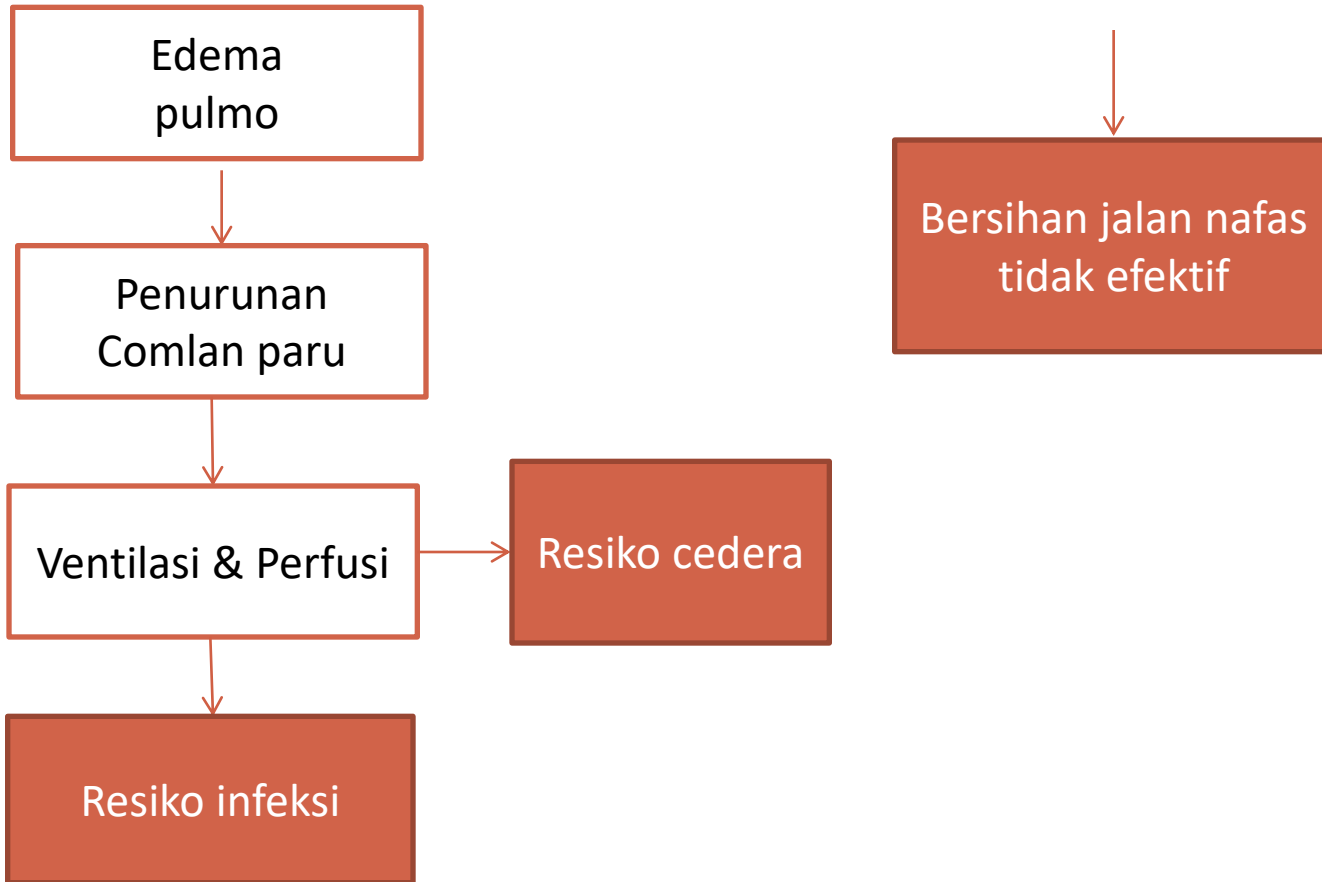 Edema
pulmo
Penurunan
Comlan paru
Ventilasi & Perfusi
Resiko cedera
Resiko infeksi
Bersihan jalan nafas
tidak efektif